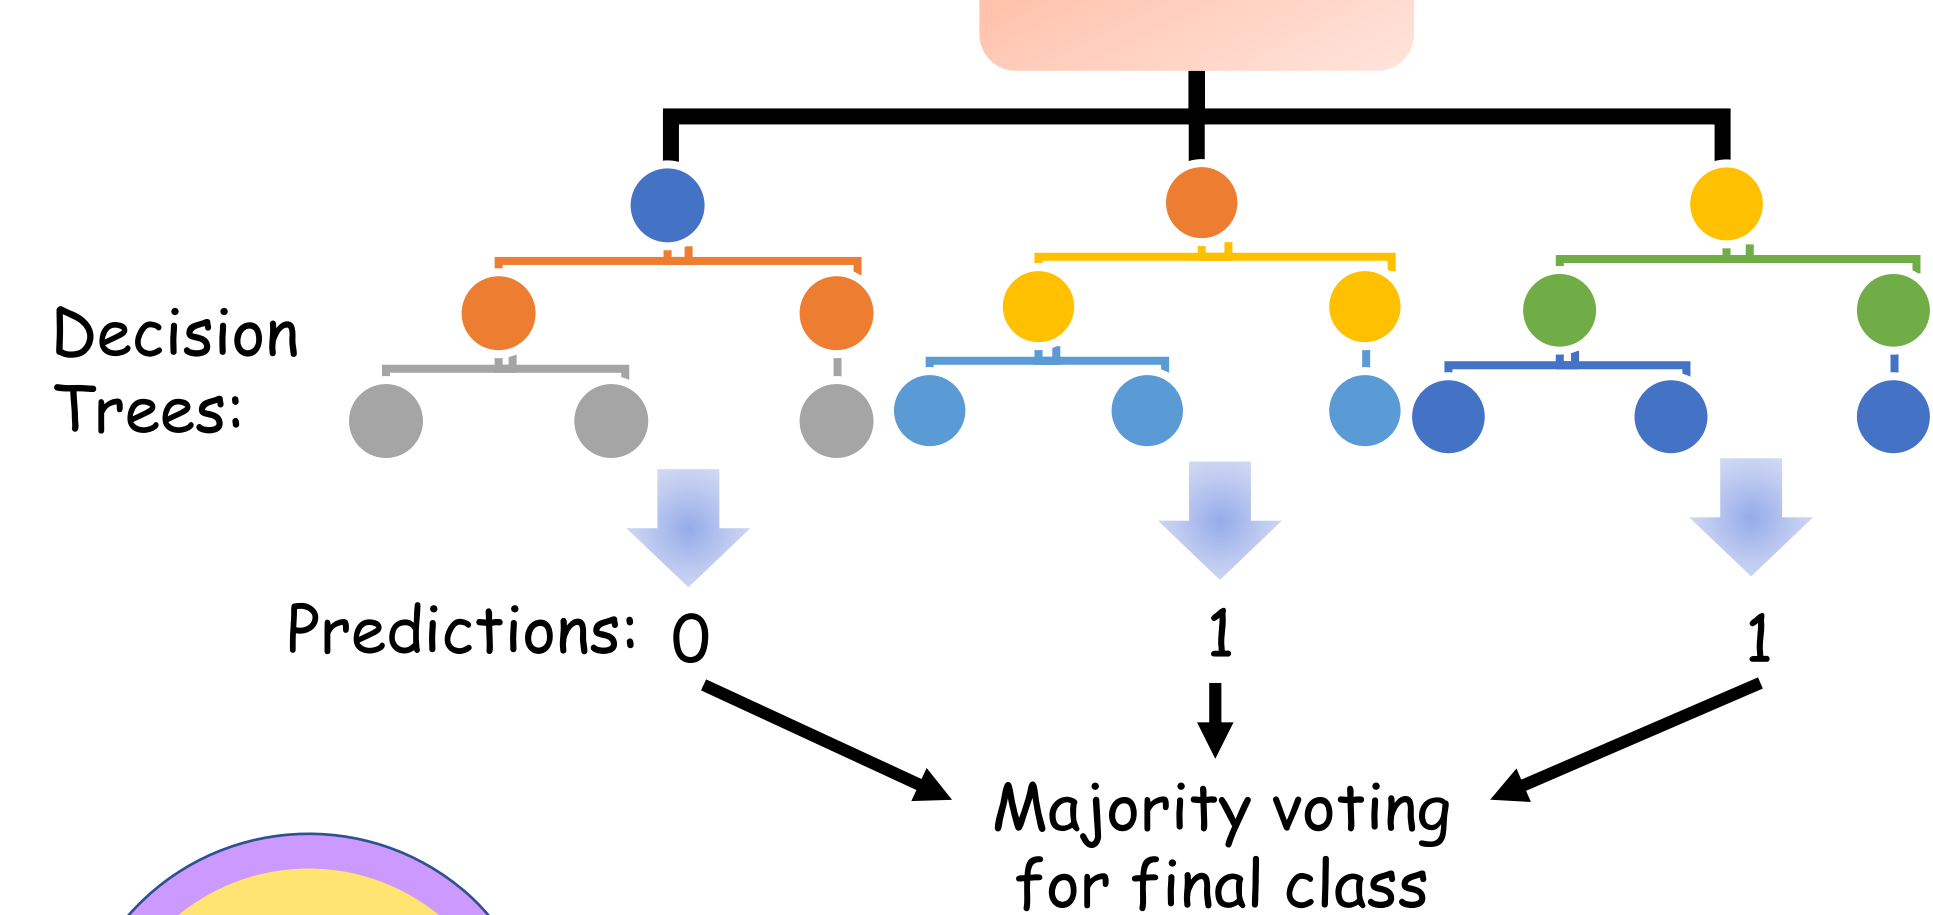 Decision
Trees:
Predictions: 0 1 1
Majority voting
for final class